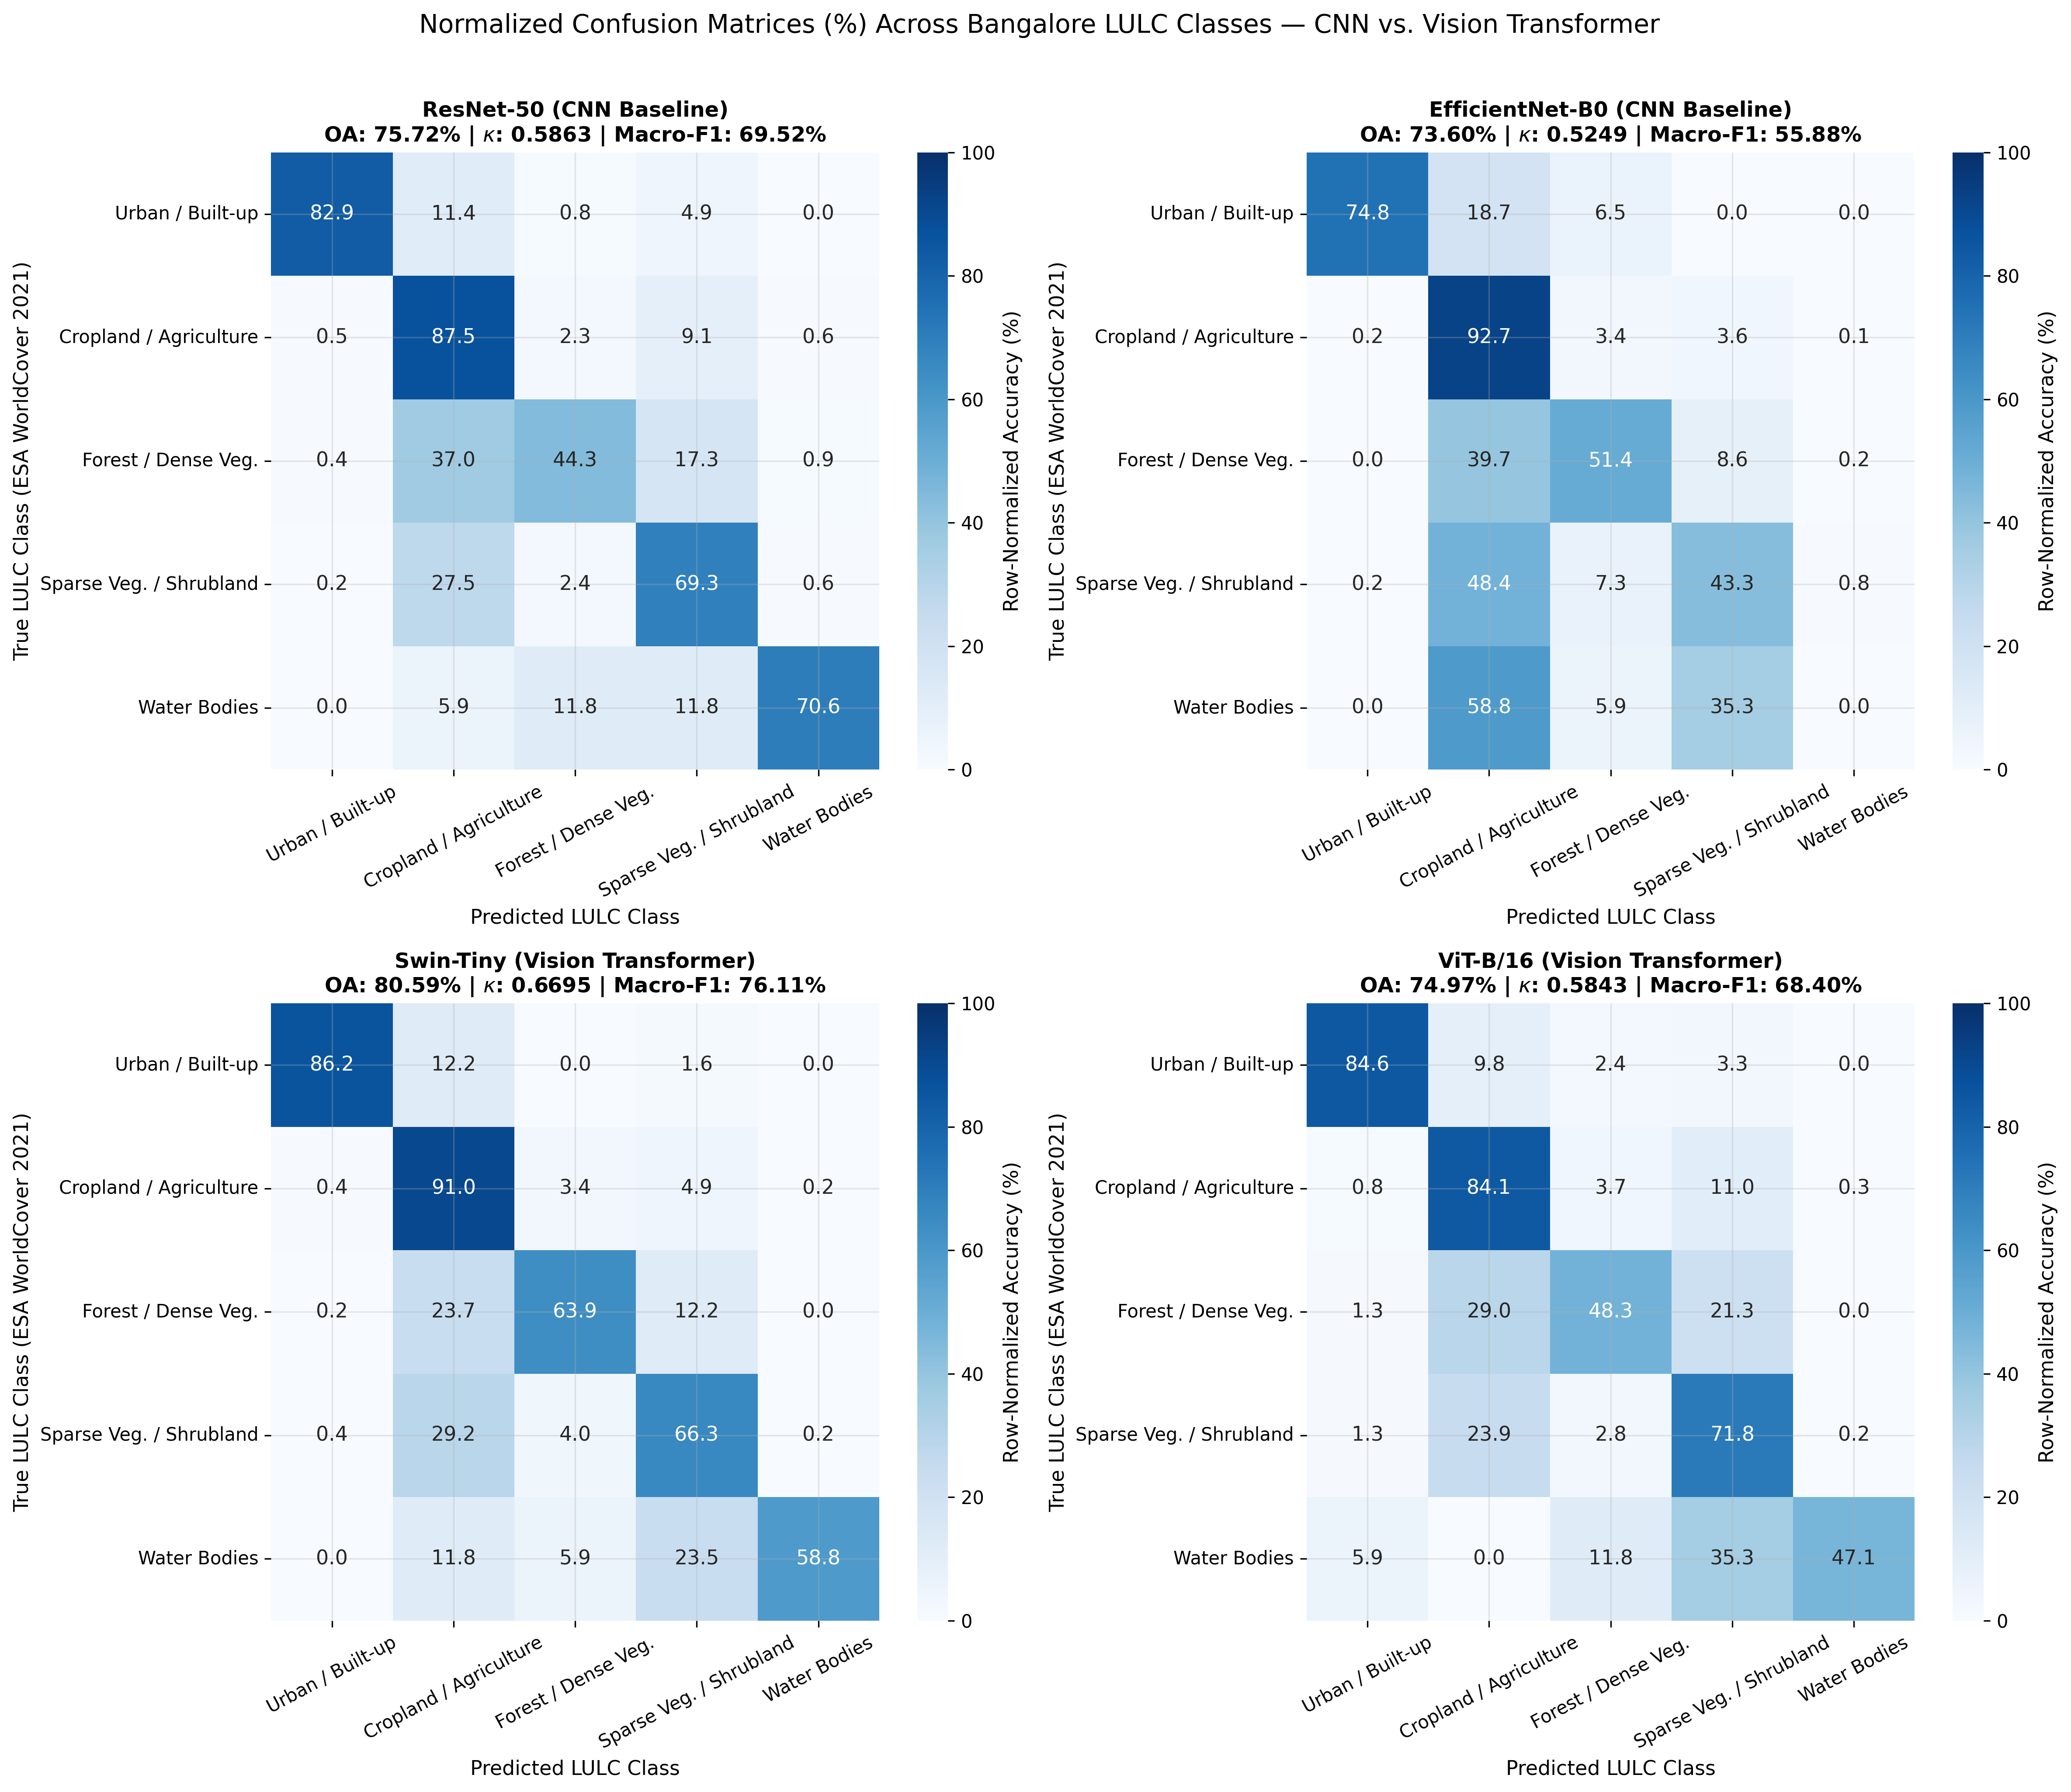 Normalized Confusion Matrices (%) Across Bangalore LULC Classes — CNN vs. Vision Transformer
ResNet-50 (CNN Baseline)
OA: 75.72% | κ: 0.5863 | Macro-F1: 69.52%
True LULC Class (ESA WorldCover 2021)
Urban / Built-up 82.9 11.4 0.8 4.9 0.0
Cropland / Agriculture 0.5 87.5 2.3 9.1 0.6
Forest / Dense Veg. 0.4 37.0 44.3 17.3 0.9
Sparse Veg. / Shrubland 0.2 27.5 2.4 69.3 0.6
Water Bodies 0.0 5.9 11.8 11.8 70.6
Urban / Built-up Cropland / Agriculture Forest / Dense Veg. Sparse Veg. / Shrubland Water Bodies
Predicted LULC Class
100
80
60
40
20
0
Row-Normalized Accuracy (%)
EfficientNet-B0 (CNN Baseline)
OA: 73.60% | κ: 0.5249 | Macro-F1: 55.88%
True LULC Class (ESA WorldCover 2021)
Urban / Built-up 74.8 18.7 6.5 0.0 0.0
Cropland / Agriculture 0.2 92.7 3.4 3.6 0.1
Forest / Dense Veg. 0.0 39.7 51.4 8.6 0.2
Sparse Veg. / Shrubland 0.2 48.4 7.3 43.3 0.8
Water Bodies 0.0 58.8 5.9 35.3 0.0
Urban / Built-up Cropland / Agriculture Forest / Dense Veg. Sparse Veg. / Shrubland Water Bodies
Predicted LULC Class
100
80
60
40
20
0
Row-Normalized Accuracy (%)
Swin-Tiny (Vision Transformer)
OA: 80.59% | κ: 0.6695 | Macro-F1: 76.11%
True LULC Class (ESA WorldCover 2021)
Urban / Built-up 86.2 12.2 0.0 1.6 0.0
Cropland / Agriculture 0.4 91.0 3.4 4.9 0.2
Forest / Dense Veg. 0.2 23.7 63.9 12.2 0.0
Sparse Veg. / Shrubland 0.4 29.2 4.0 66.3 0.2
Water Bodies 0.0 11.8 5.9 23.5 58.8
Urban / Built-up Cropland / Agriculture Forest / Dense Veg. Sparse Veg. / Shrubland Water Bodies
Predicted LULC Class
100
80
60
40
20
0
Row-Normalized Accuracy (%)
ViT-B/16 (Vision Transformer)
OA: 74.97% | κ: 0.5843 | Macro-F1: 68.40%
True LULC Class (ESA WorldCover 2021)
Urban / Built-up 84.6 9.8 2.4 3.3 0.0
Cropland / Agriculture 0.8 84.1 3.7 11.0 0.3
Forest / Dense Veg. 1.3 29.0 48.3 21.3 0.0
Sparse Veg. / Shrubland 1.3 23.9 2.8 71.8 0.2
Water Bodies 5.9 0.0 11.8 35.3 47.1
Urban / Built-up Cropland / Agriculture Forest / Dense Veg. Sparse Veg. / Shrubland Water Bodies
Predicted LULC Class
100
80
60
40
20
0
Row-Normalized Accuracy (%)